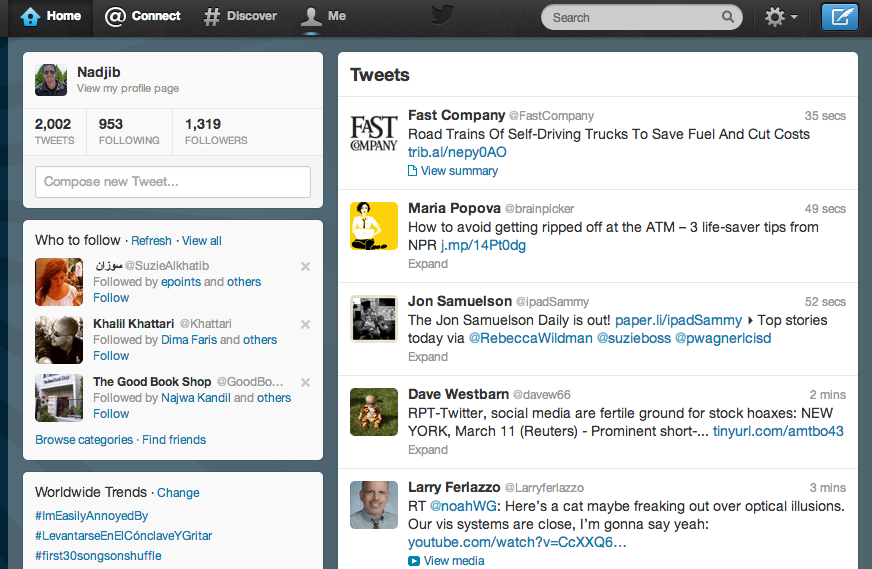 Home
Connect
Discover
Me
Search
Nadjib
View my profile page
2,002
TWEETS
953
FOLLOWING
1,319
FOLLOWERS
Compose new Tweet...
Who to follow · Refresh · View all
سوزان @SuzieAlkhatib
Followed by epoints and others
Follow
Khalil Khattari @Khattari
Followed by Dima Faris and others
Follow
The Good Book Shop @GoodBo...
Followed by Najwa Kandil and others
Follow
Browse categories · Find friends
Worldwide Trends · Change
#ImEasilyAnnoyedBy
#LevantarseEnElCónclaveYGritar
#first30songsonshuffle
Tweets
FAST COMPANY
Fast Company @FastCompany 35 secs
Road Trains Of Self-Driving Trucks To Save Fuel And Cut Costs
trib.al/nepy0AO
View summary
Maria Popova @brainpicker 49 secs
How to avoid getting ripped off at the ATM – 3 life-saver tips from
NPR j.mp/14Pt0dg
Expand
Jon Samuelson @ipadSammy 52 secs
The Jon Samuelson Daily is out! paper.li/ipadSammy ▸ Top stories
today via @RebeccaWildman @suzieboss @pwagnerlcisd
Expand
Dave Westbarn @davew66 2 mins
RPT-Twitter, social media are fertile ground for stock hoaxes: NEW
YORK, March 11 (Reuters) - Prominent short-... tinyurl.com/amtbo43
Expand
Larry Ferlazzo @Larryferlazzo 3 mins
RT @noahWG: Here's a cat maybe freaking out over optical illusions.
Our vis systems are close, I'm gonna say yeah:
youtube.com/watch?v=CcXXQ6...
View media